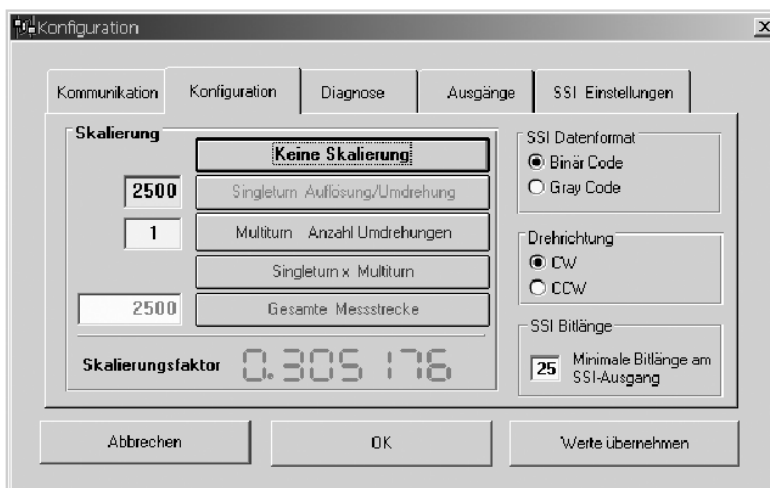 Konfiguration
Kommunikation Konfiguration Diagnose Ausgänge SSI Einstellungen
Skalierung
Keine Skalierung
2500 Singleturn Auflösung/Umdrehung
1 Multiturn Anzahl Umdrehungen
Singleturn x Multiturn
2500 Gesamte Messstrecke
Skalierungsfaktor 0.305176
SSI Datenformat
Binär Code
Gray Code
Drehrichtung
CW
CCW
SSI Bitlänge
25 Minimale Bitlänge am
SSI-Ausgang
Abbrechen OK Werte übernehmen